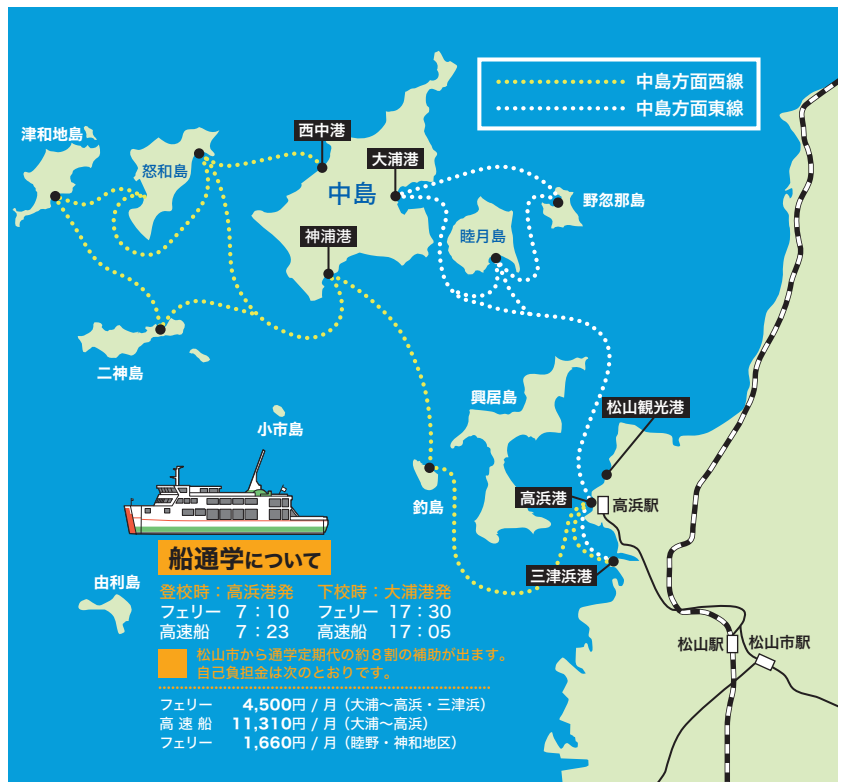 中島方面西線
中島方面東線
津和地島
怒和島
西中港
大浦港
中島
野忽那島
睦月島
神浦港
二神島
興居島
松山観光港
小市島
釣島
高浜港
高浜駅
三津浜港
由利島
松山駅
松山市駅
船通学について
登校時:高浜港発 下校時:大浦港発
フェリー 7:10 フェリー 17:30
高速船 7:23 高速船 17:05
松山市から通学定期代の約8割の補助が出ます。
自己負担金は次のとおりです。
フェリー 4,500円 / 月(大浦〜高浜・三津浜)
高速船 11,310円 / 月(大浦〜高浜)
フェリー 1,660円 / 月(睦野・神和地区)